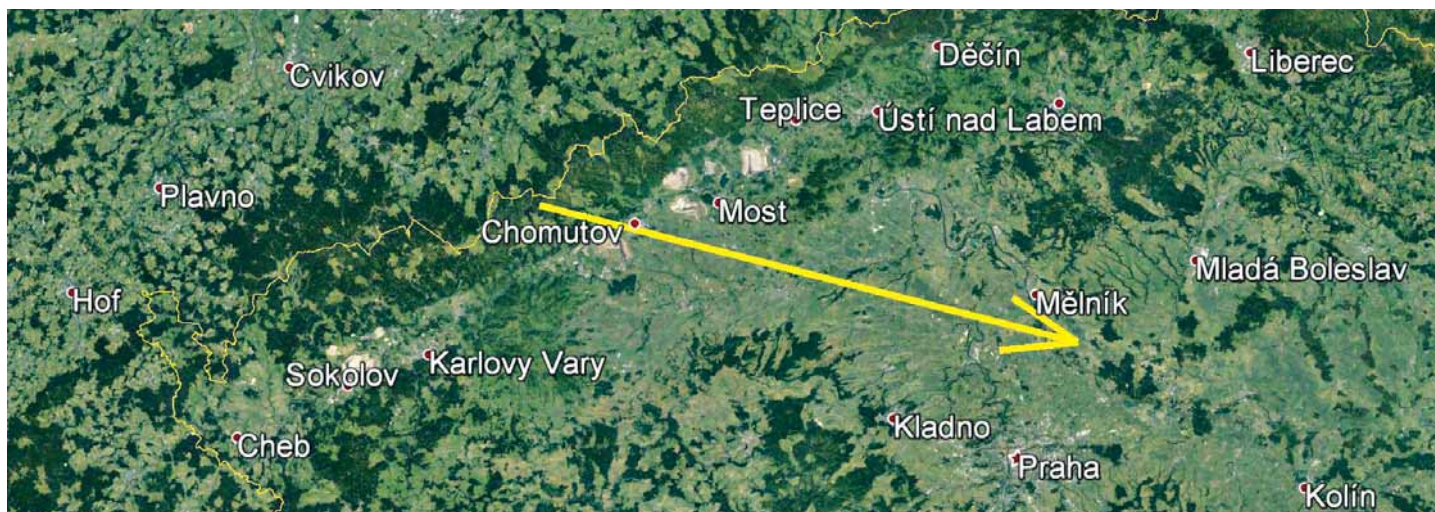 Děčín
Liberec
Cvikov
Teplice
Ústí nad Labem
Plavno
Most
Chomutov
Mladá Boleslav
Hof
Mělník
Karlovy Vary
Sokolov
Kladno
Cheb
Praha
Kolín